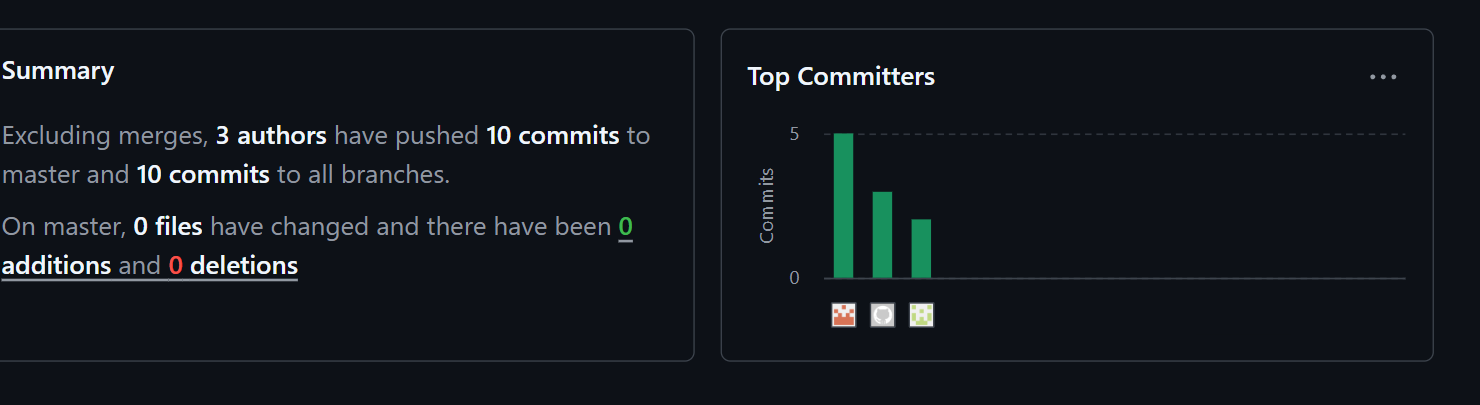 Summary
Excluding merges, 3 authors have pushed 10 commits to
master and 10 commits to all branches.
On master, 0 files have changed and there have been 0
additions and 0 deletions
Top Committers
5
Commits
0